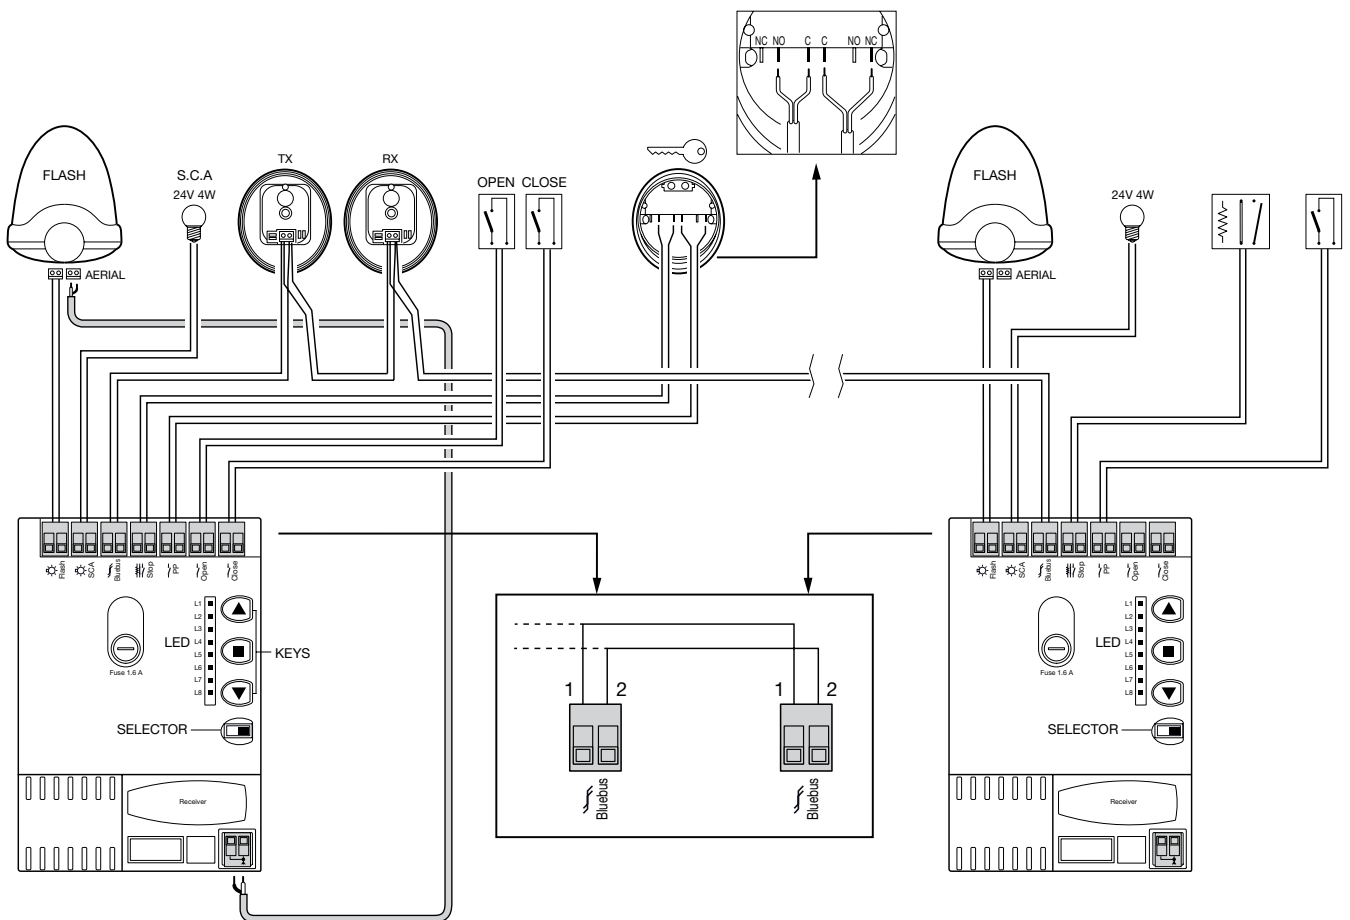 NC NO C C NO NC
FLASH
S.C.A
24V 4W
TX
RX
OPEN CLOSE
FLASH
24V 4W
AERIAL
AERIAL
Flash
SCA
Bluebus
Stop
PP
Open
Close
Fuse 1.6 A
LED
L1
L2
L3
L4
L5
L6
L7
L8
KEYS
SELECTOR
Receiver
1 2
Bluebus
1 2
Bluebus
Flash
SCA
Bluebus
Stop
PP
Open
Close
Fuse 1.6 A
LED
L1
L2
L3
L4
L5
L6
L7
L8
SELECTOR
Receiver